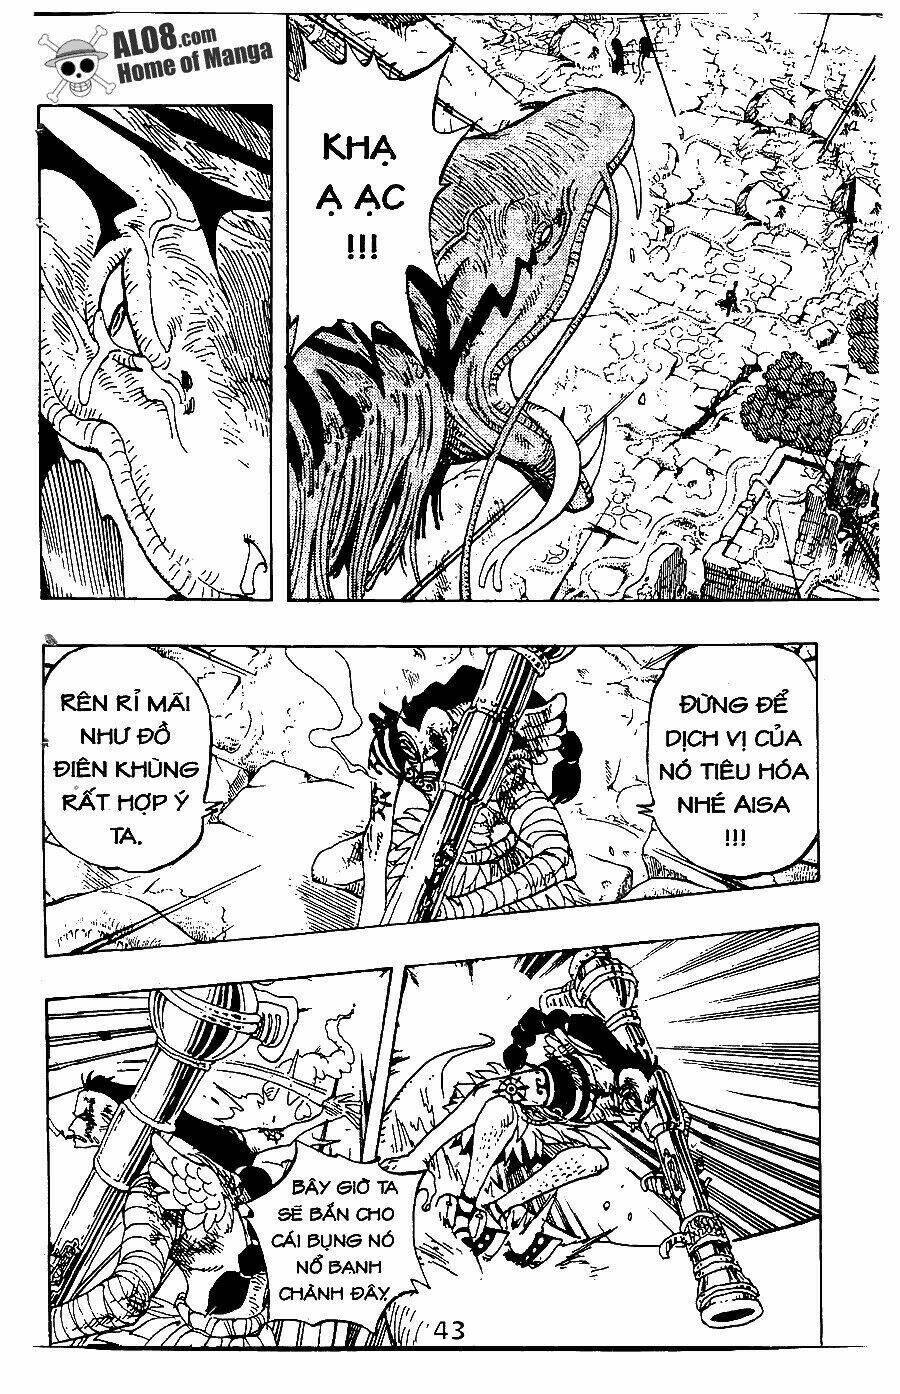 AL08.com
Home of Manga
KHẠ
Ạ ẠC
!!!
ĐỪNG ĐỂ
DỊCH VỊ CỦA
NÓ TIÊU HÓA
NHÉ AISA
!!!
RÊN RỈ MÃI
NHƯ ĐỒ
ĐIÊN KHÙNG
RẤT HỢP Ý
TA.
BÂY GIỜ TA
SẼ BẮN CHO
CÁI BỤNG NÓ
NỔ BANH
CHÀNH ĐÂY.
43